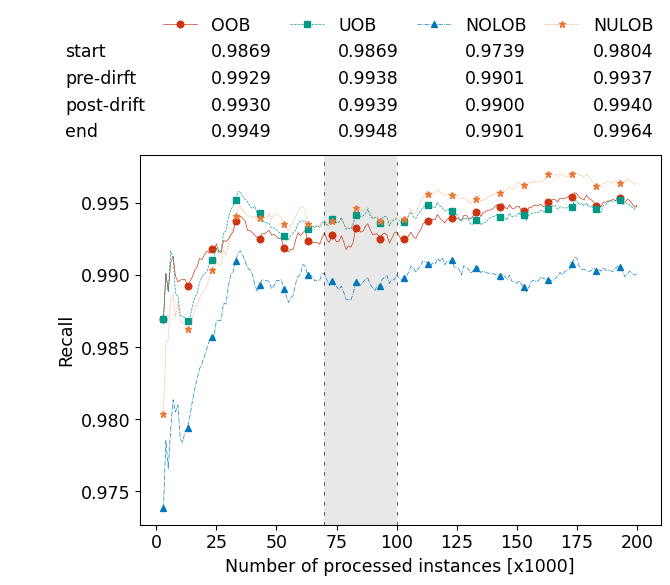 OOB UOB NOLOB NULOB
start 0.9869 0.9869 0.9739 0.9804
pre-dirft 0.9929 0.9938 0.9901 0.9937
post-drift 0.9930 0.9939 0.9900 0.9940
end 0.9949 0.9948 0.9901 0.9964
0.995
0.990
0.985
0.980
0.975
Recall
0 25 50 75 100 125 150 175 200
Number of processed instances [x1000]